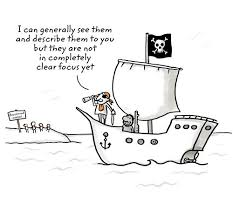 I can generally see them
and describe them to you
but they are not
in completely
clear focus yet